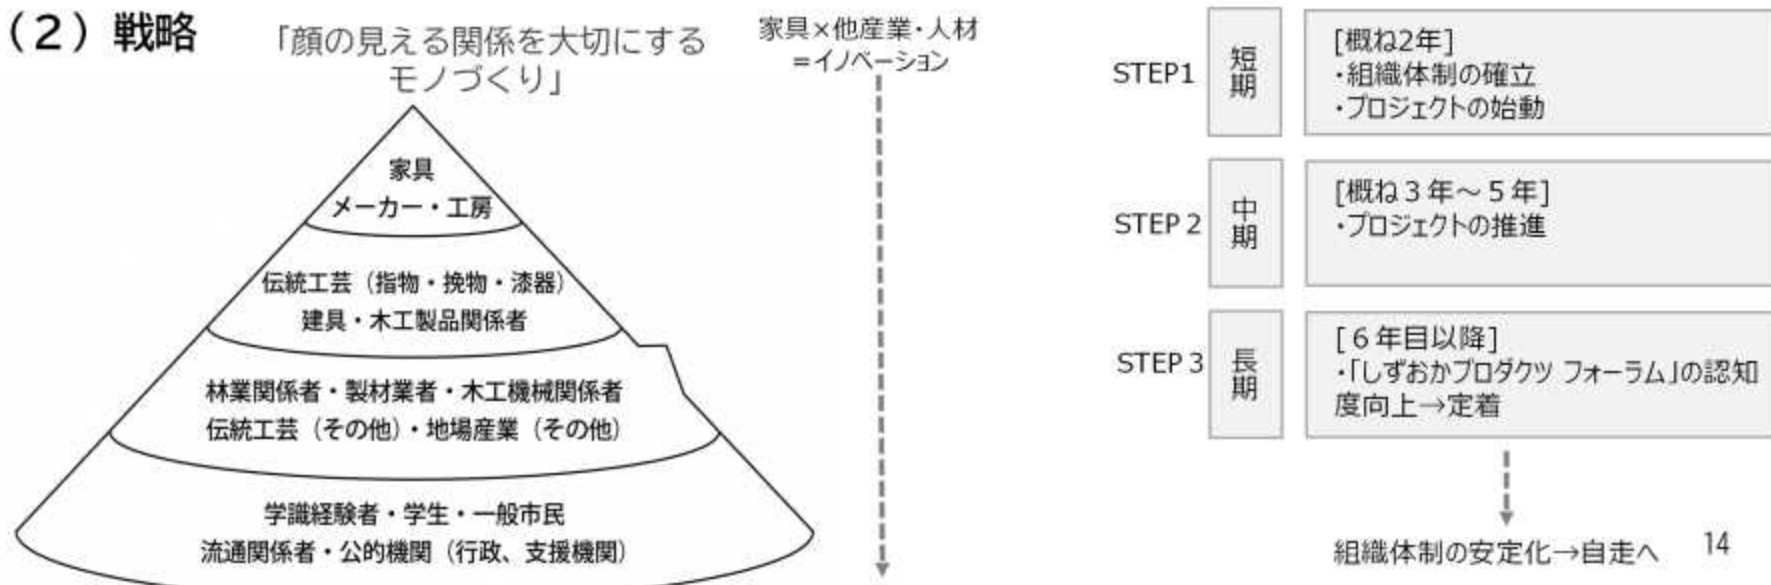 （２）戦略
「顔の見える関係を大切にする
モノづくり」
家具
メーカー・工房
伝統工芸（指物・挽物・漆器）
建具・木工製品関係者
林業関係者・製材業者・木工機械関係者
伝統工芸（その他）・地場産業（その他）
学識経験者・学生・一般市民
流通関係者・公的機関（行政、支援機関）
家具×他産業・人材
＝イノベーション
STEP1
短期
[概ね2年]
・組織体制の確立
・プロジェクトの始動
STEP２
中期
[概ね３年～５年]
・プロジェクトの推進
STEP３
長期
[６年目以降]
・「しずおかプロダクツ フォーラム」の認知
度向上→定着
組織体制の安定化→自走へ
14